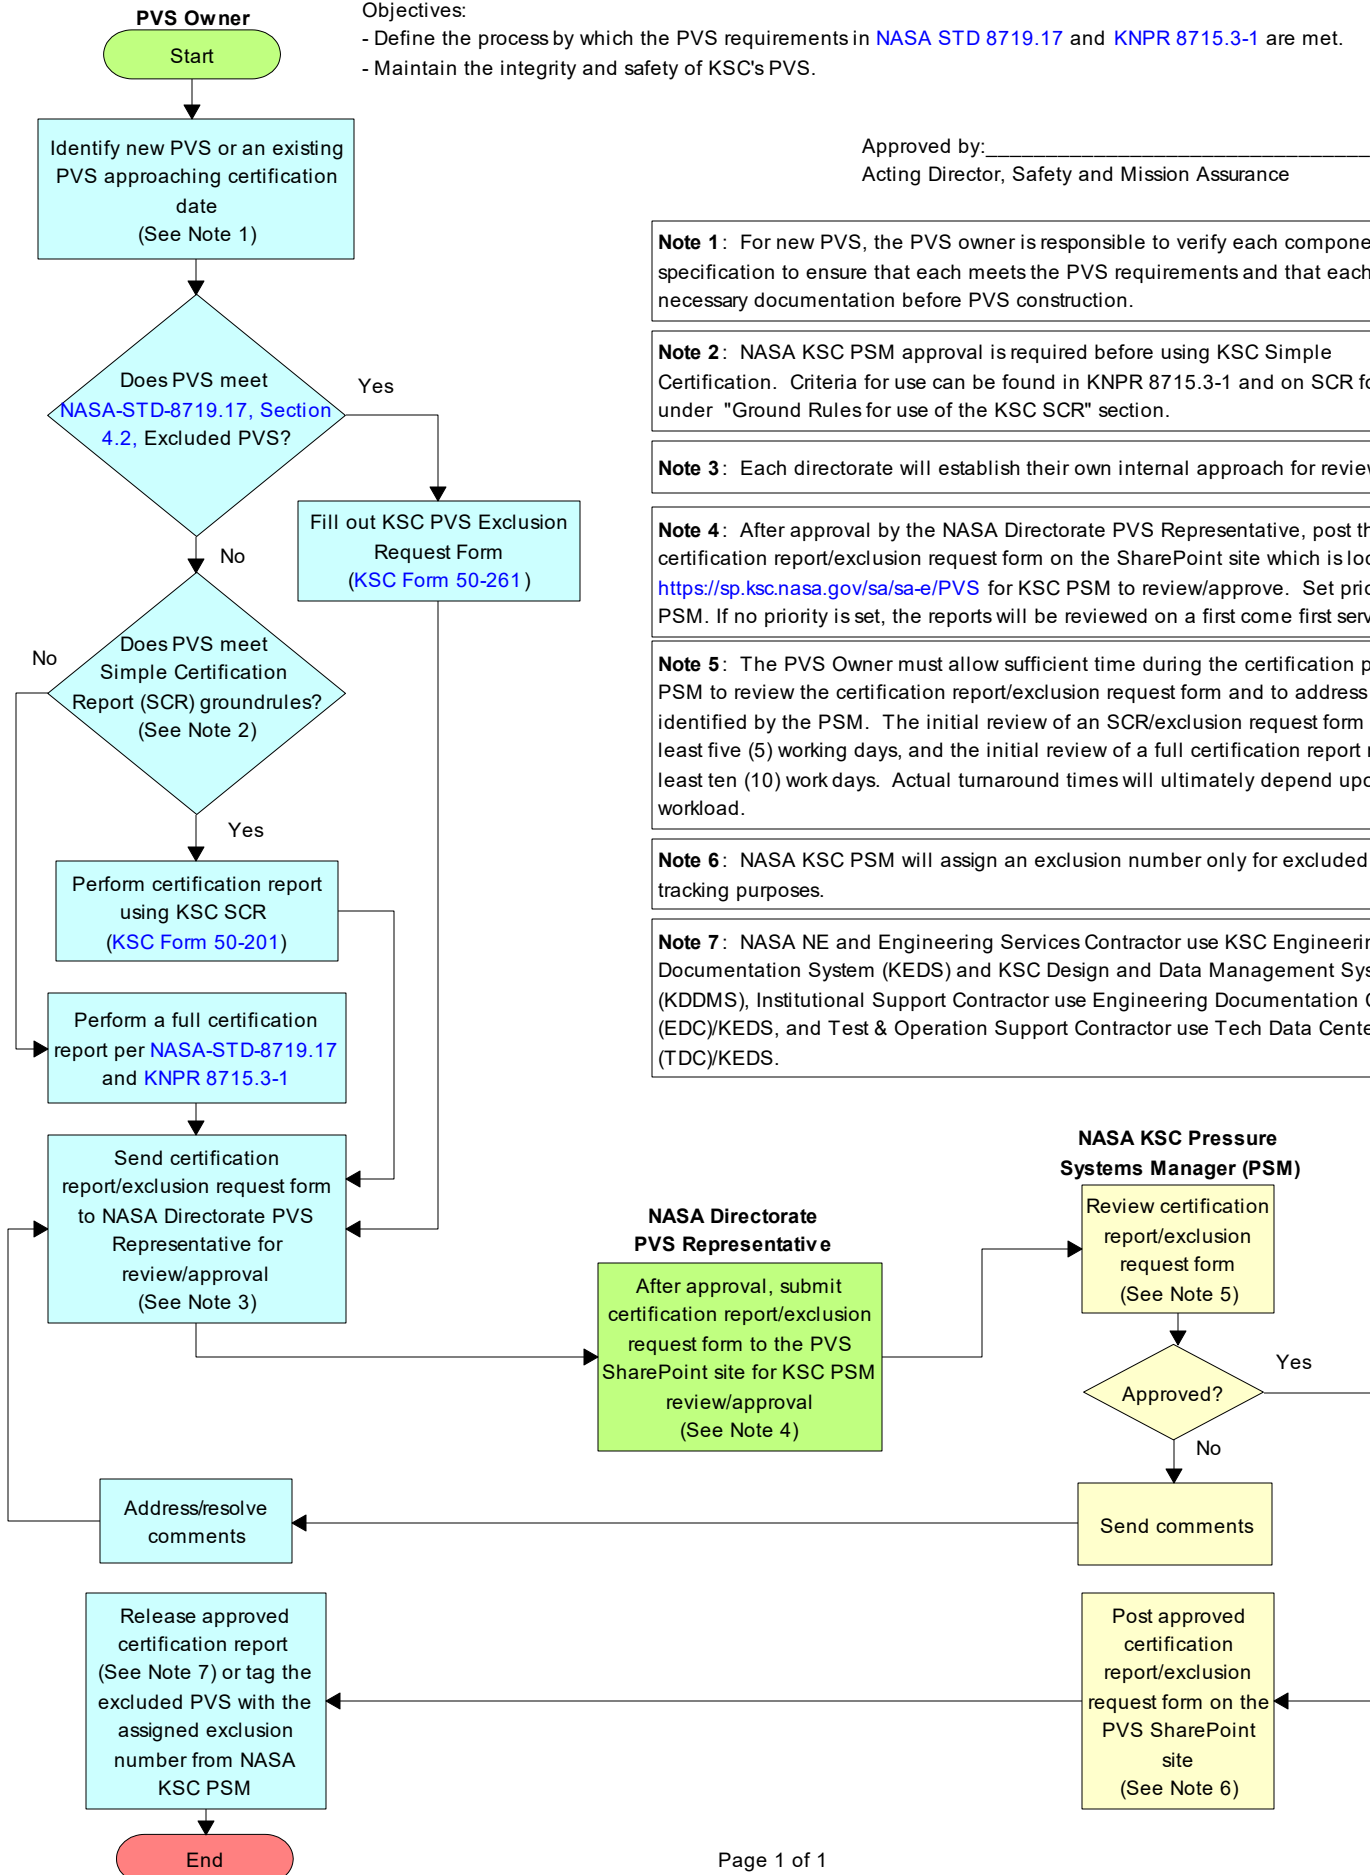 PVS Owner
Start
Objectives:
- Define the process by which the PVS requirements in NASA STD 8719.17 and KNPR 8715.3-1 are met.
- Maintain the integrity and safety of KSC's PVS.
Approved by:
Acting Director, Safety and Mission Assurance
Identify new PVS or an existing
PVS approaching certification
date
(See Note 1)
Does PVS meet
NASA-STD-8719.17, Section
4.2, Excluded PVS?
Yes
No
Fill out KSC PVS Exclusion
Request Form
(KSC Form 50-261)
Does PVS meet
Simple Certification
Report (SCR) groundrules?
(See Note 2)
No
Yes
Perform certification report
using KSC SCR
(KSC Form 50-201)
Perform a full certification
report per NASA-STD-8719.17
and KNPR 8715.3-1
Send certification
report/exclusion request form
to NASA Directorate PVS
Representative for
review/approval
(See Note 3)
Note 1: For new PVS, the PVS owner is responsible to verify each
specification to ensure that each meets the PVS requirements and that each
necessary documentation before PVS construction.
Note 2: NASA KSC PSM approval is required before using KSC Simple
Certification. Criteria for use can be found in KNPR 8715.3-1 and on SCR
under "Ground Rules for use of the KSC SCR" section.
Note 3: Each directorate will establish their own internal approach for
Note 4: After approval by the NASA Directorate PVS Representative, post
certification report/exclusion request form on the SharePoint site which is
https://sp.ksc.nasa.gov/sa/sa-e/PVS for KSC PSM to review/approve. Set
PSM. If no priority is set, the reports will be reviewed on a first come first
Note 5: The PVS Owner must allow sufficient time during the certification
PSM to review the certification report/exclusion request form and to address
identified by the PSM. The initial review of an SCR/exclusion request form
least five (5) working days, and the initial review of a full certification report
least ten (10) work days. Actual turnaround times will ultimately depend
workload.
Note 6: NASA KSC PSM will assign an exclusion number only for excluded
tracking purposes.
Note 7: NASA NE and Engineering Services Contractor use KSC
Documentation System (KEDS) and KSC Design and Data Management
(KDDMS), Institutional Support Contractor use Engineering Documentation
(EDC)/KEDS, and Test & Operation Support Contractor use Tech Data
(TDC)/KEDS.
NASA Directorate
PVS Representative
After approval, submit
certification report/exclusion
request form to the PVS
SharePoint site for KSC PSM
review/approval
(See Note 4)
NASA KSC Pressure
Systems Manager (PSM)
Review certification
report/exclusion
request form
(See Note 5)
Approved?
Yes
No
Send comments
Address/resolve
comments
Post approved
certification
report/exclusion
request form on the
PVS SharePoint
site
(See Note 6)
Release approved
certification report
(See Note 7) or tag the
excluded PVS with the
assigned exclusion
number from NASA
KSC PSM
End
Page 1 of 1